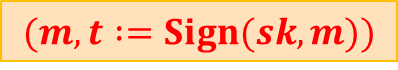 (m, t := Sign(sk, m))